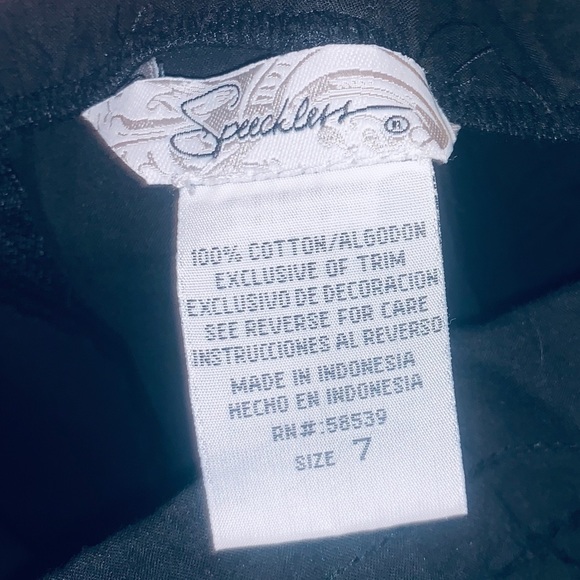 Speechless ®
100% COTTON/ALGODON
EXCLUSIVE OF TRIM
EXCLUSIVO DE DECORACION
SEE REVERSE FOR CARE
INSTRUCCIONES AL REVERSO
MADE IN INDONESIA
HECHO EN INDONESIA
RN#:58539
SIZE 7